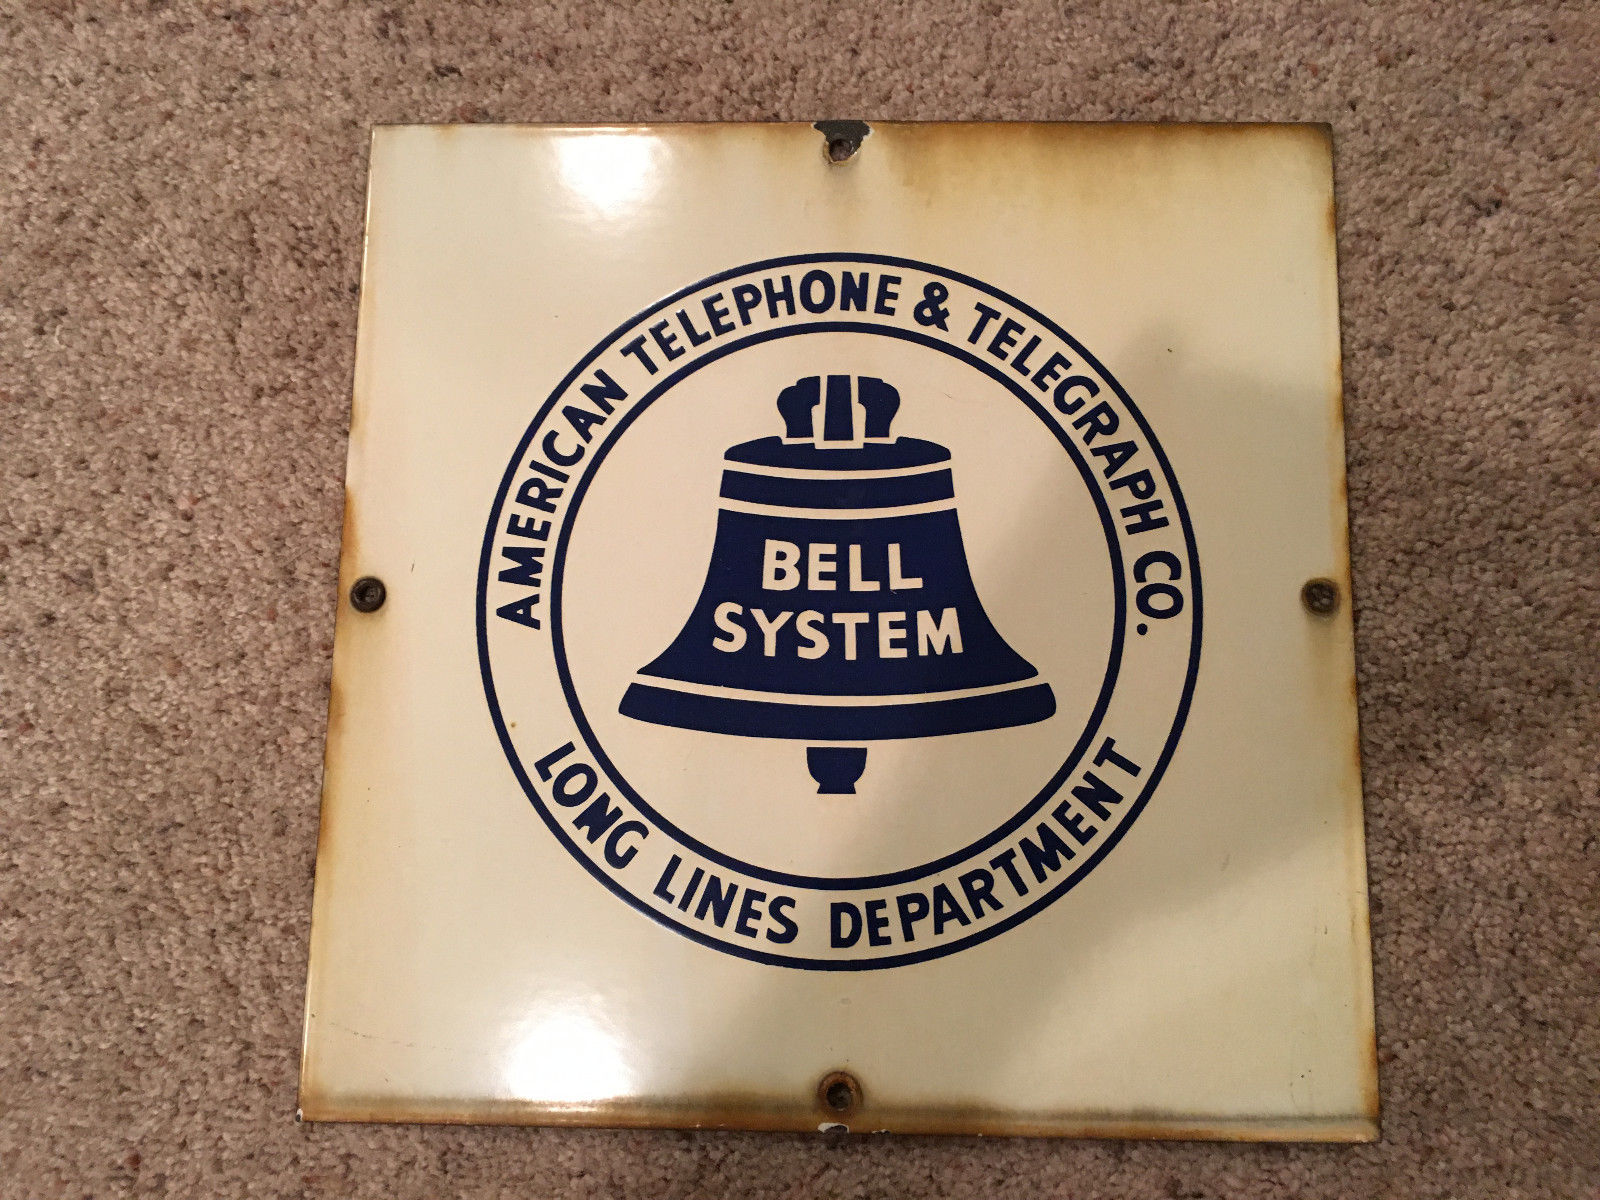 AMERICAN TELEPHONE & TELEGRAPH CO.
BELL
SYSTEM
LONG LINES DEPARTMENT